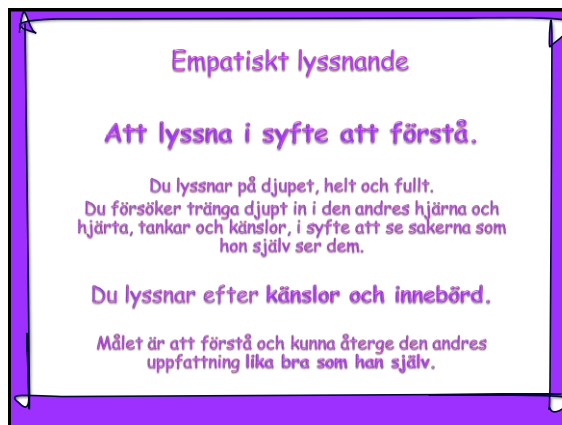 Empatiskt lyssnande
Att lyssna i syfte att förstå.
Du lyssnar på djupet, helt och fullt.
Du försöker tränga djupt in i den andres hjärna och
hjärta, tankar och känslor, i syfte att se sakerna som
hon själv ser dem.
Du lyssnar efter känslor och innebörd.
Målet är att förstå och kunna återge den andres
uppfattning lika bra som han själv.